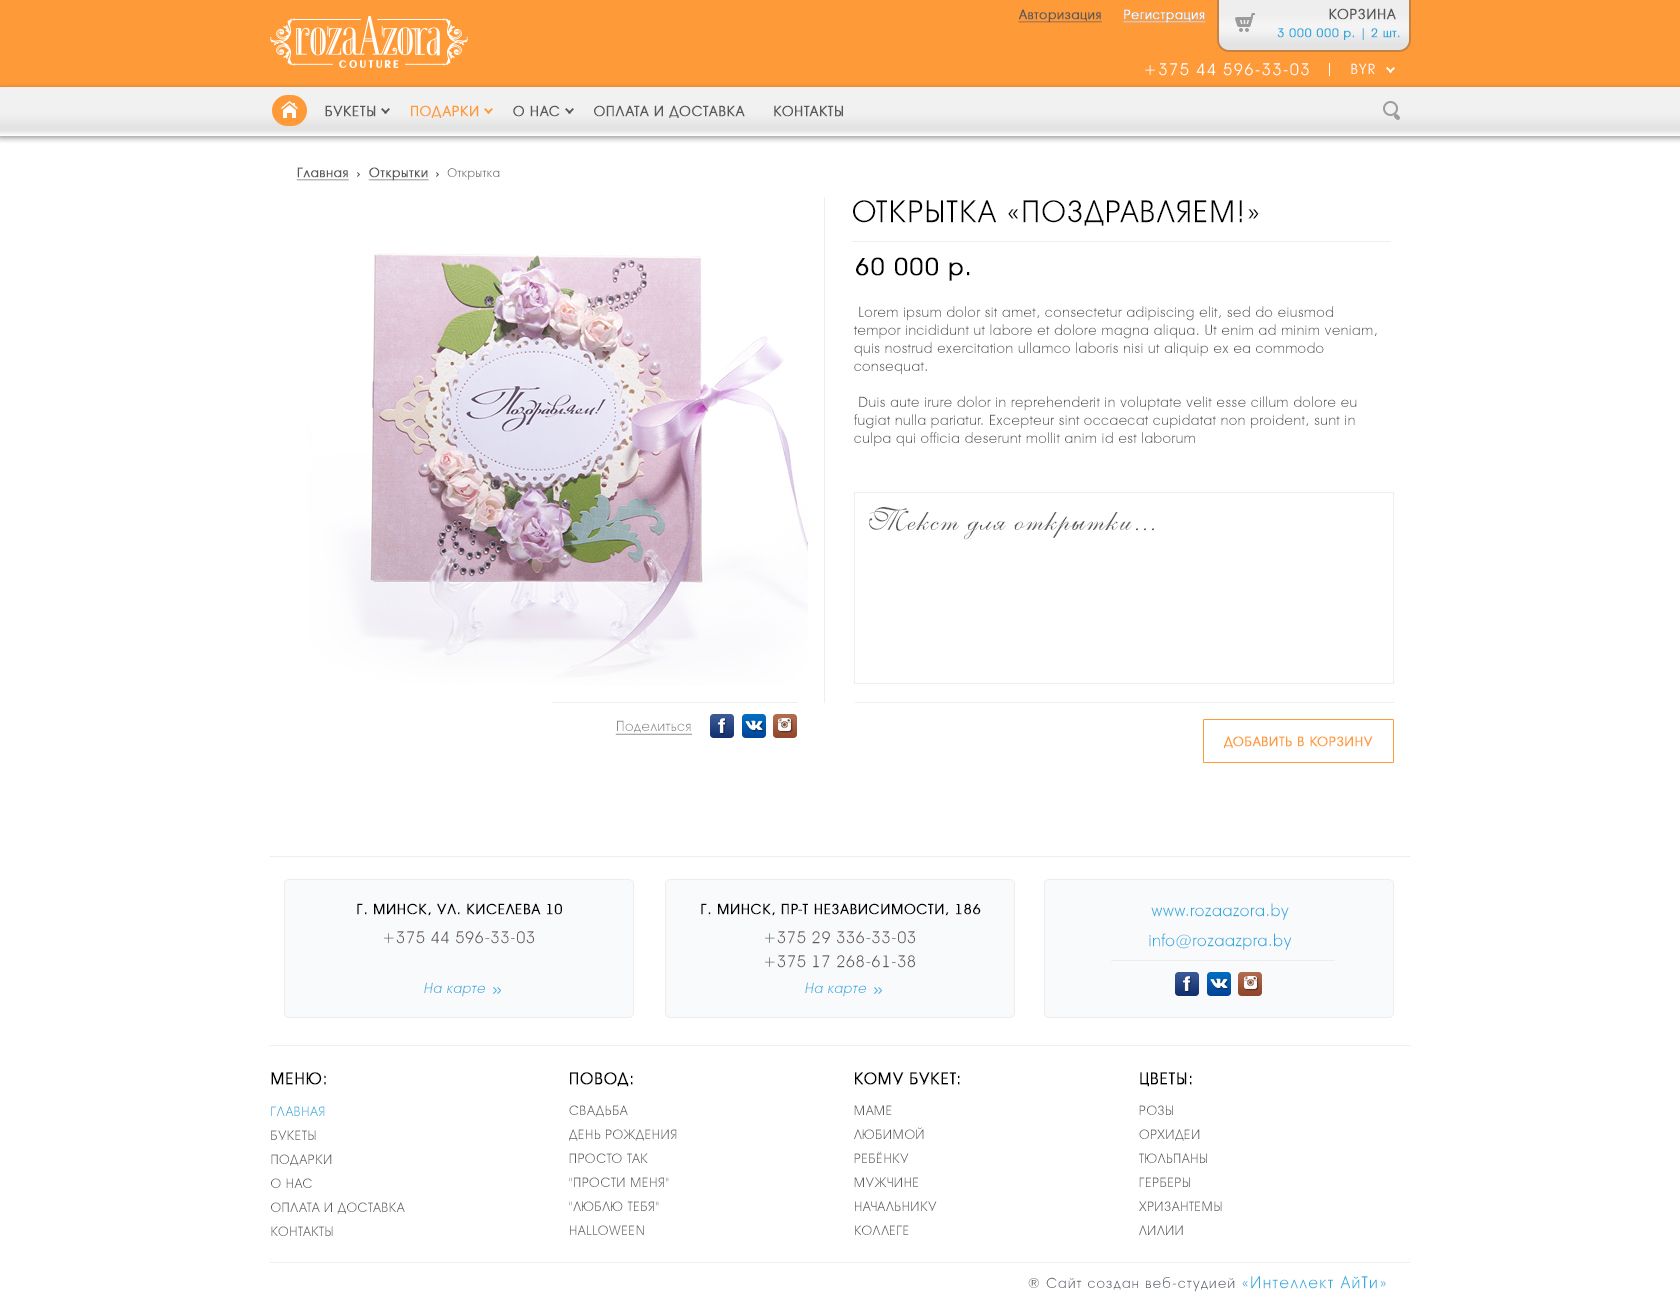 rozaAzora
COUTURE
Авторизация
Регистрация
КОРЗИНА
3 000 000 р. | 2 шт.
+375 44 596-33-03 | BYR
БУКЕТЫ
ПОДАРКИ
О НАС
ОПЛАТА И ДОСТАВКА
КОНТАКТЫ
Главная › Открытки › Открытка
Поздравляем!
Поделиться
ОТКРЫТКА «ПОЗДРАВЛЯЕМ!»
60 000 р.
Lorem ipsum dolor sit amet, consectetur adipiscing elit, sed do eiusmod
tempor incididunt ut labore et dolore magna aliqua. Ut enim ad minim veniam,
quis nostrud exercitation ullamco laboris nisi ut aliquip ex ea commodo
consequat.
Duis aute irure dolor in reprehenderit in voluptate velit esse cillum dolore eu
fugiat nulla pariatur. Excepteur sint occaecat cupidatat non proident, sunt in
culpa qui officia deserunt mollit anim id est laborum
Текст для открытки...
ДОБАВИТЬ В КОРЗИНУ
Г. МИНСК, УЛ. КИСЕЛЕВА 10
+375 44 596-33-03
На карте »
Г. МИНСК, ПР-Т НЕЗАВИСИМОСТИ, 186
+375 29 336-33-03
+375 17 268-61-38
На карте »
www.rozaazora.by
info@rozaazpra.by
МЕНЮ:
ГЛАВНАЯ
БУКЕТЫ
ПОДАРКИ
О НАС
ОПЛАТА И ДОСТАВКА
КОНТАКТЫ
ПОВОД:
СВАДЬБА
ДЕНЬ РОЖДЕНИЯ
ПРОСТО ТАК
"ПРОСТИ МЕНЯ"
"ЛЮБЛЮ ТЕБЯ"
HALLOWEEN
КОМУ БУКЕТ:
МАМЕ
ЛЮБИМОЙ
РЕБЁНКУ
МУЖЧИНЕ
НАЧАЛЬНИКУ
КОЛЛЕГЕ
ЦВЕТЫ:
РОЗЫ
ОРХИДЕИ
ТЮЛЬПАНЫ
ГЕРБЕРЫ
ХРИЗАНТЕМЫ
ЛИЛИИ
® Сайт создан веб-студией «Интеллект АйТи»